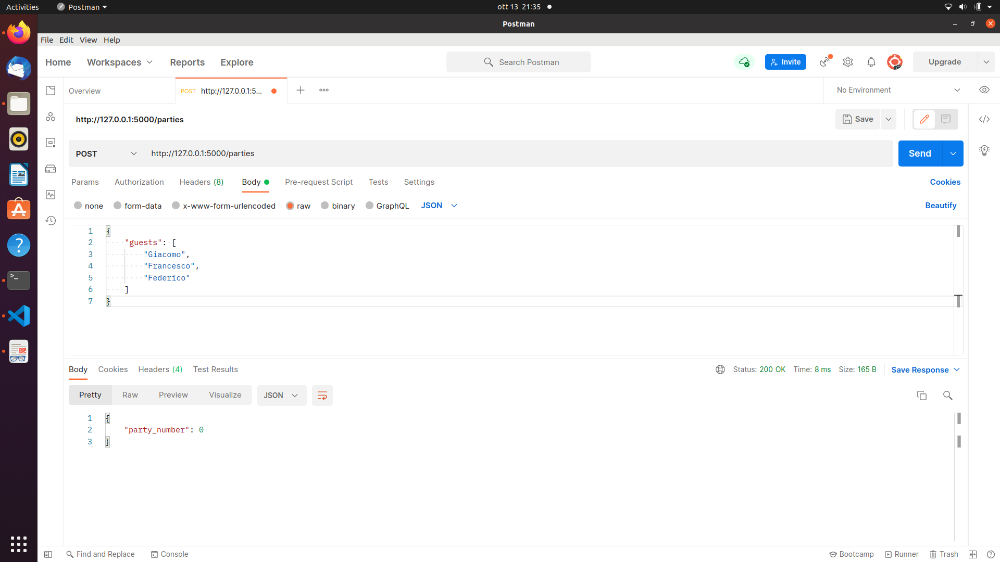 Activities Postman ott 13 21:35
Postman
File Edit View Help
Home Workspaces Reports Explore Search Postman Invite Upgrade
Overview POST http://127.0.0.1:5... No Environment
http://127.0.0.1:5000/parties Save
POST http://127.0.0.1:5000/parties Send
Params Authorization Headers (8) Body Pre-request Script Tests Settings Cookies
none form-data x-www-form-urlencoded raw binary GraphQL JSON Beautify
1 {
2 "guests": [
3 "Giacomo",
4 "Francesco",
5 "Federico"
6 ]
7 }
Body Cookies Headers (4) Test Results Status: 200 OK Time: 8 ms Size: 165 B Save Response
Pretty Raw Preview Visualize JSON
1 {
2 "party_number": 0
3 }
Find and Replace Console Bootcamp Runner Trash